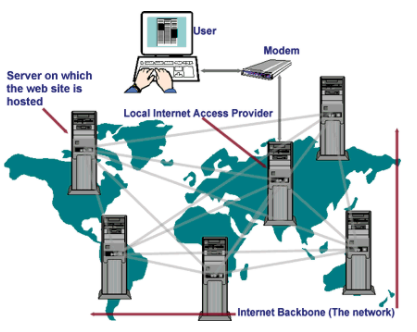 User
Modem
Server on which
the web site is
hosted
Local Internet Access Provider
Internet Backbone (The network)